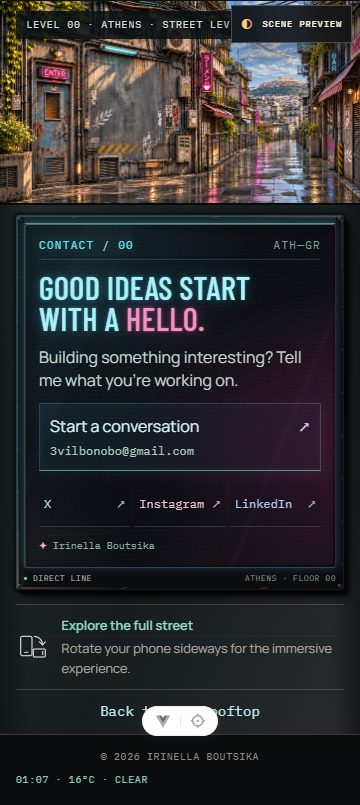 LEVEL 00 · ATHENS · STREET LEV
SCENE PREVIEW
ENTER
BAR
CONTACT / 00
ATH—GR
GOOD IDEAS START
WITH A HELLO.
Building something interesting? Tell
me what you're working on.
Start a conversation ↗
3vilbonobo@gmail.com
X ↗ Instagram ↗ LinkedIn ↗
✦ Irinella Boutsika
DIRECT LINE
ATHENS · FLOOR 00
Explore the full street
Rotate your phone sideways for the immersive
experience.
Back
© 2026 IRINELLA BOUTSIKA
01:07 · 16°C · CLEAR